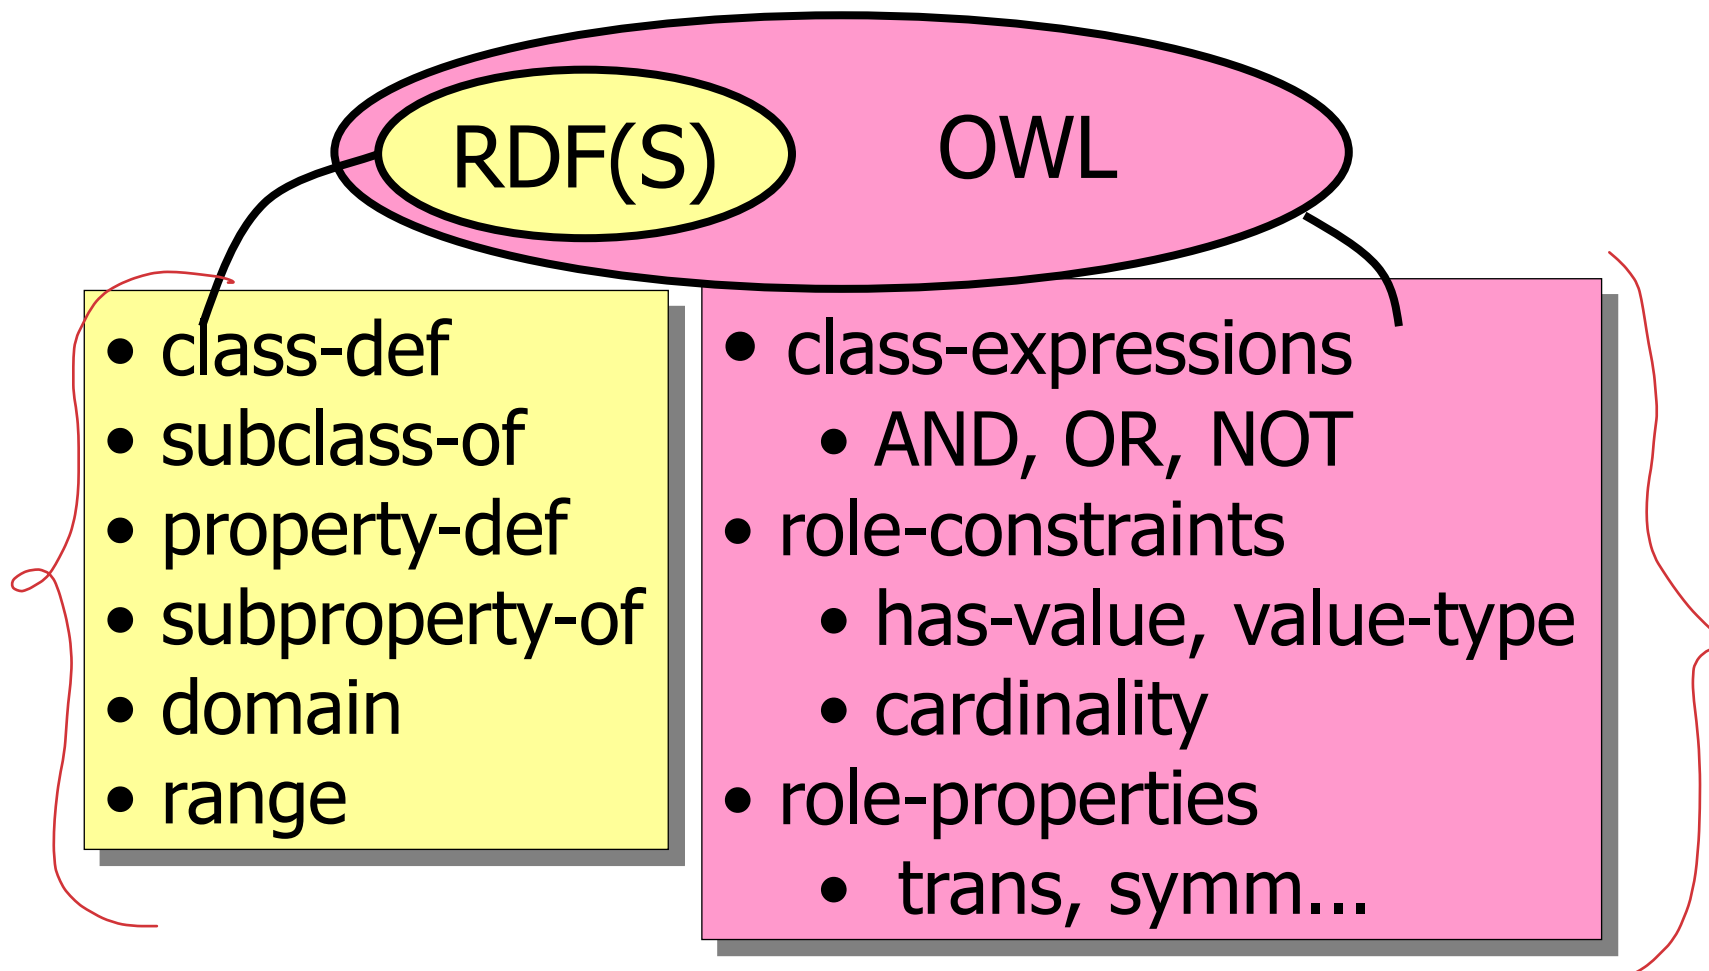 RDF(S)
OWL
• class-def
• subclass-of
• property-def
• subproperty-of
• domain
• range
• class-expressions
• AND, OR, NOT
• role-constraints
• has-value, value-type
• cardinality
• role-properties
• trans, symm...